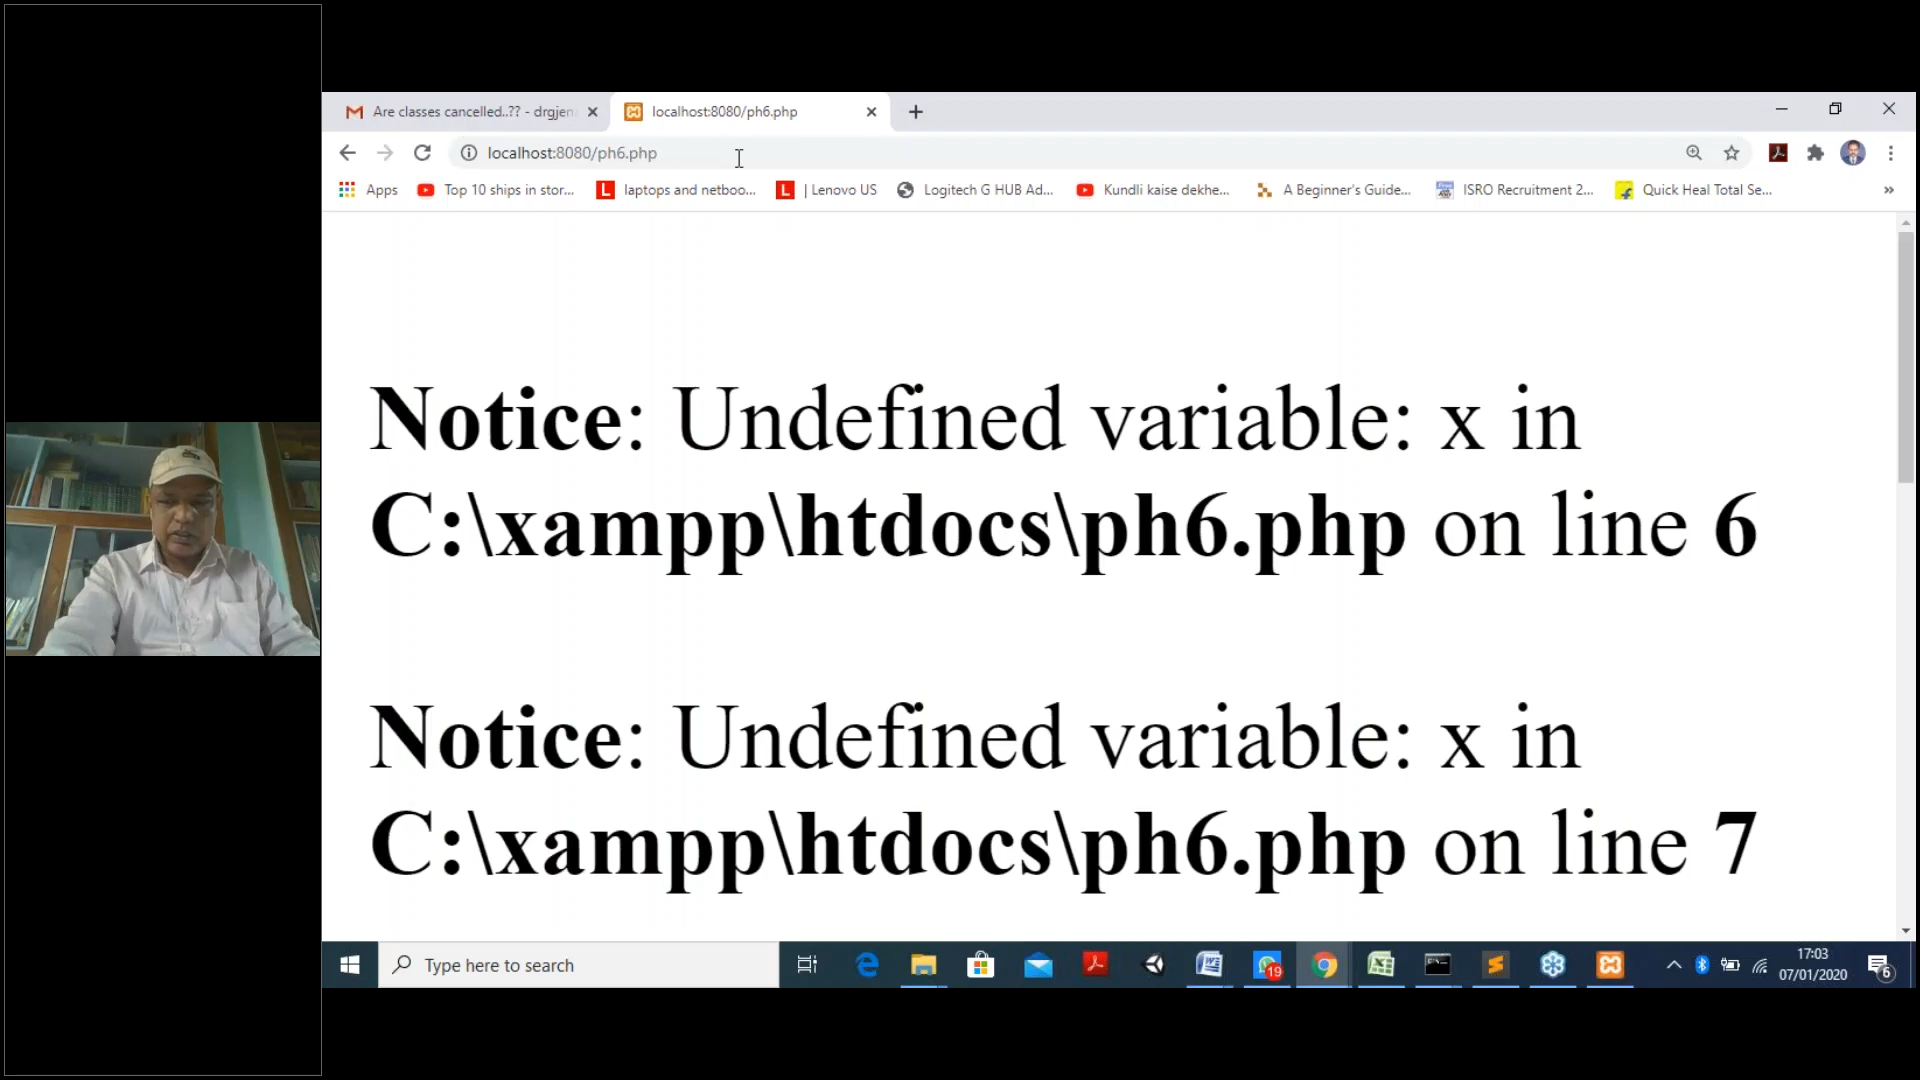 Are classes cancelled..?? - drgjen
localhost:8080/ph6.php
localhost:8080/ph6.php
Apps
Top 10 ships in stor...
laptops and netboo...
| Lenovo US
Logitech G HUB Ad...
Kundli kaise dekhe...
A Beginner's Guide...
ISRO Recruitment 2...
Quick Heal Total Se...
Notice: Undefined variable: x in
C:\xampp\htdocs\ph6.php on line 6
Notice: Undefined variable: x in
C:\xampp\htdocs\ph6.php on line 7
Type here to search
19
17:03
07/01/2020
6